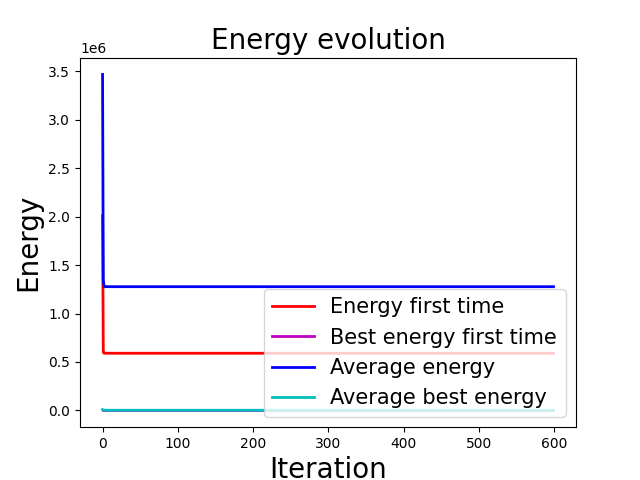 Energy evolution
1e6
3.5
3.0
2.5
2.0
1.5
1.0
0.5
0.0
Energy
Energy first time
Best energy first time
Average energy
Average best energy
0 100 200 300 400 500 600
Iteration